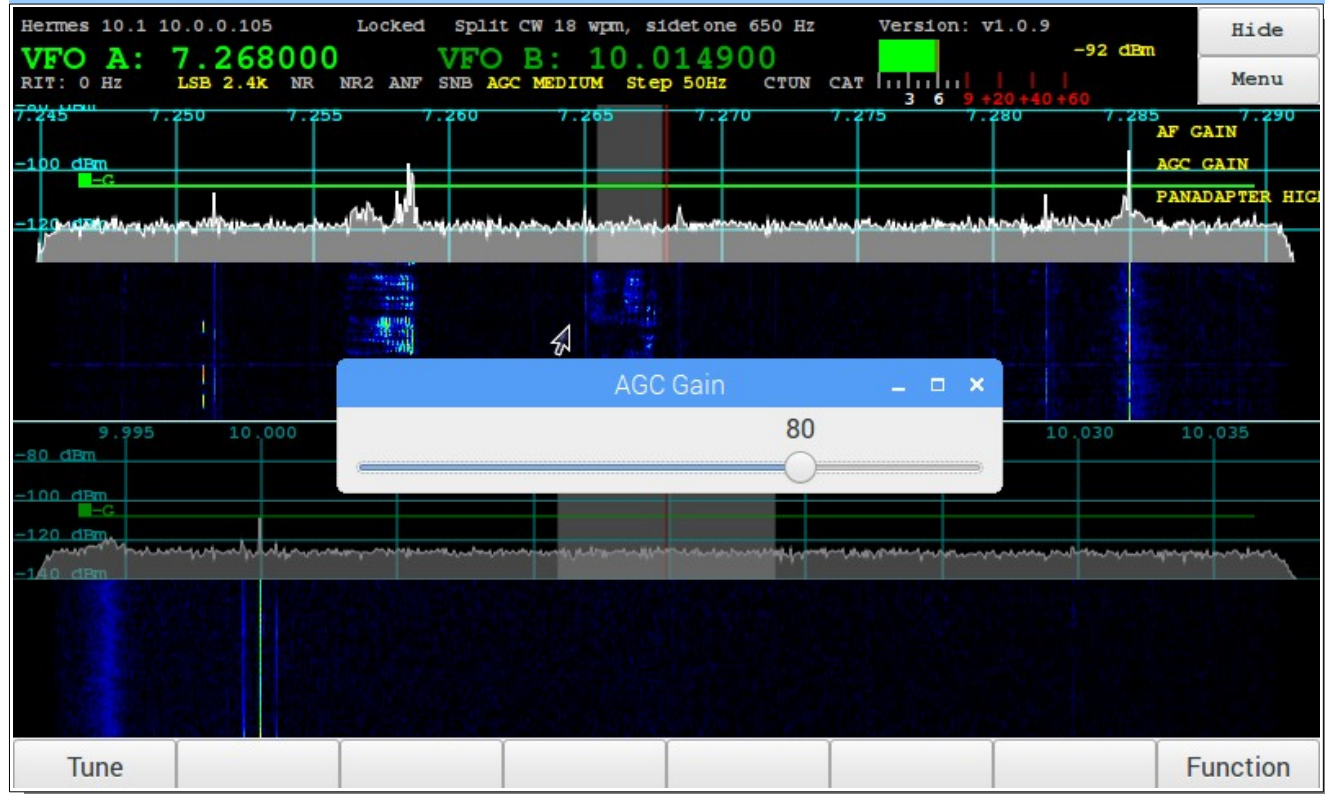 Hermes 10.1 10.0.0.105 Locked Split CW 18 wpm, sidetone 650 Hz Version: v1.0.9 Hide
VFO A: 7.268000 VFO B: 10.014900 -92 dBm
RIT: 0 Hz LSB 2.4k NR NR2 ANF SNB AGC MEDIUM Step 50Hz CTUN CAT Menu
3 6 9 +20 +40 +60
7.245 7.250 7.255 7.260 7.265 7.270 7.275 7.280 7.285 7.290
AF GAIN
-100 dBm AGC GAIN
-G
PANADAPTER HIG
-120 dBm
AGC Gain
80
9.995 10.000 10.030 10.035
-80 dBm
-100 dBm
-G
-120 dBm
-140 dBm
Tune Function